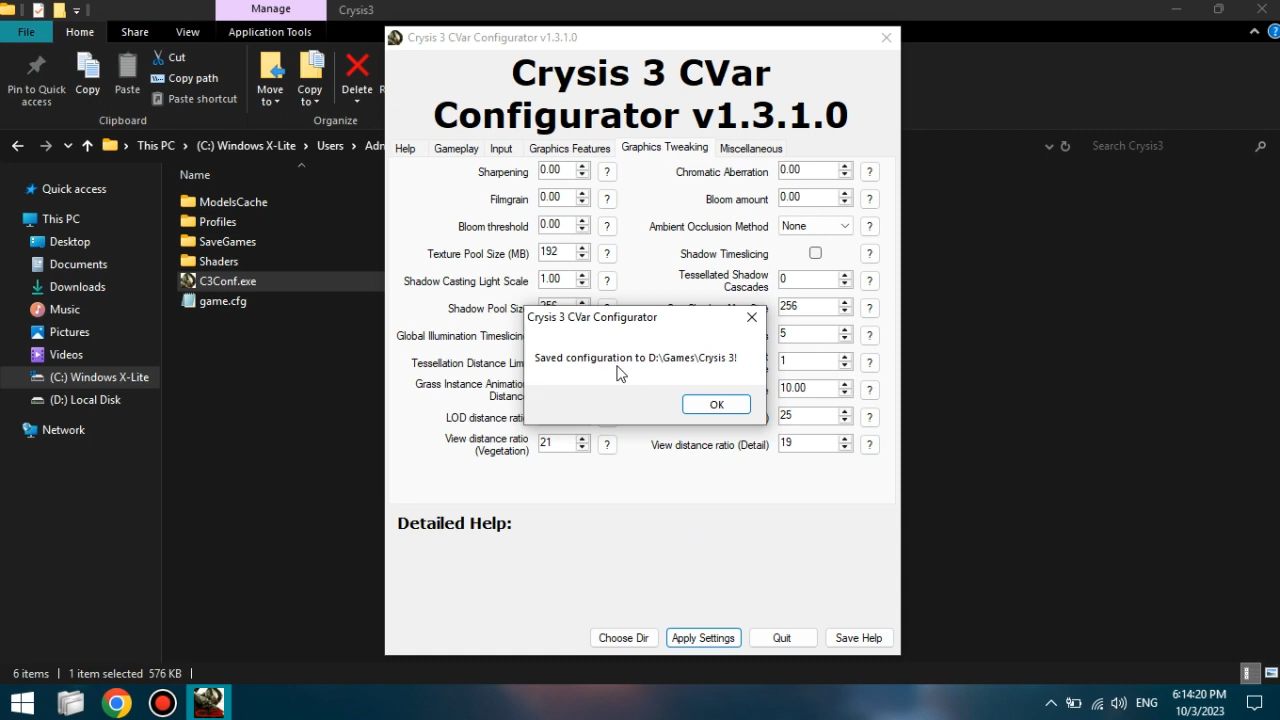 Manage
Crysis3
File
Home
Share
View
Application Tools
Pin to Quick access
Copy
Paste
Cut
Copy path
Paste shortcut
Move to
Copy to
Delete
R
Clipboard
Organize
This PC > (C:) Windows X-Lite > Users > Adn
Search Crysis3
Quick access
This PC
Desktop
Documents
Downloads
Music
Pictures
Videos
(C:) Windows X-Lite
(D:) Local Disk
Network
Name
ModelsCache
Profiles
SaveGames
Shaders
C3Conf.exe
game.cfg
Crysis 3 CVar Configurator v1.3.1.0
Crysis 3 CVar
Configurator v1.3.1.0
Help
Gameplay
Input
Graphics Features
Graphics Tweaking
Miscellaneous
Sharpening 0.00 ?
Chromatic Aberration 0.00 ?
Filmgrain 0.00 ?
Bloom amount 0.00 ?
Bloom threshold 0.00 ?
Ambient Occlusion Method None ?
Texture Pool Size (MB) 192 ?
Shadow Timeslicing ?
Shadow Casting Light Scale 1.00 ?
Tessellated Shadow
Cascades 0 ?
Shadow Pool Size
256 ?
Global Illumination Timeslicing
5 ?
Tessellation Distance Lim
1 ?
Grass Instance Animation
Distance
10.00 ?
LOD distance ratio
25 ?
View distance ratio
(Vegetation) 21 ?
View distance ratio (Detail) 19 ?
Crysis 3 CVar Configurator
Saved configuration to D:\Games\Crysis 3!
OK
Detailed Help:
Choose Dir
Apply Settings
Quit
Save Help
6 items
1 item selected 576 KB
ENG
6:14:20 PM
10/3/2023